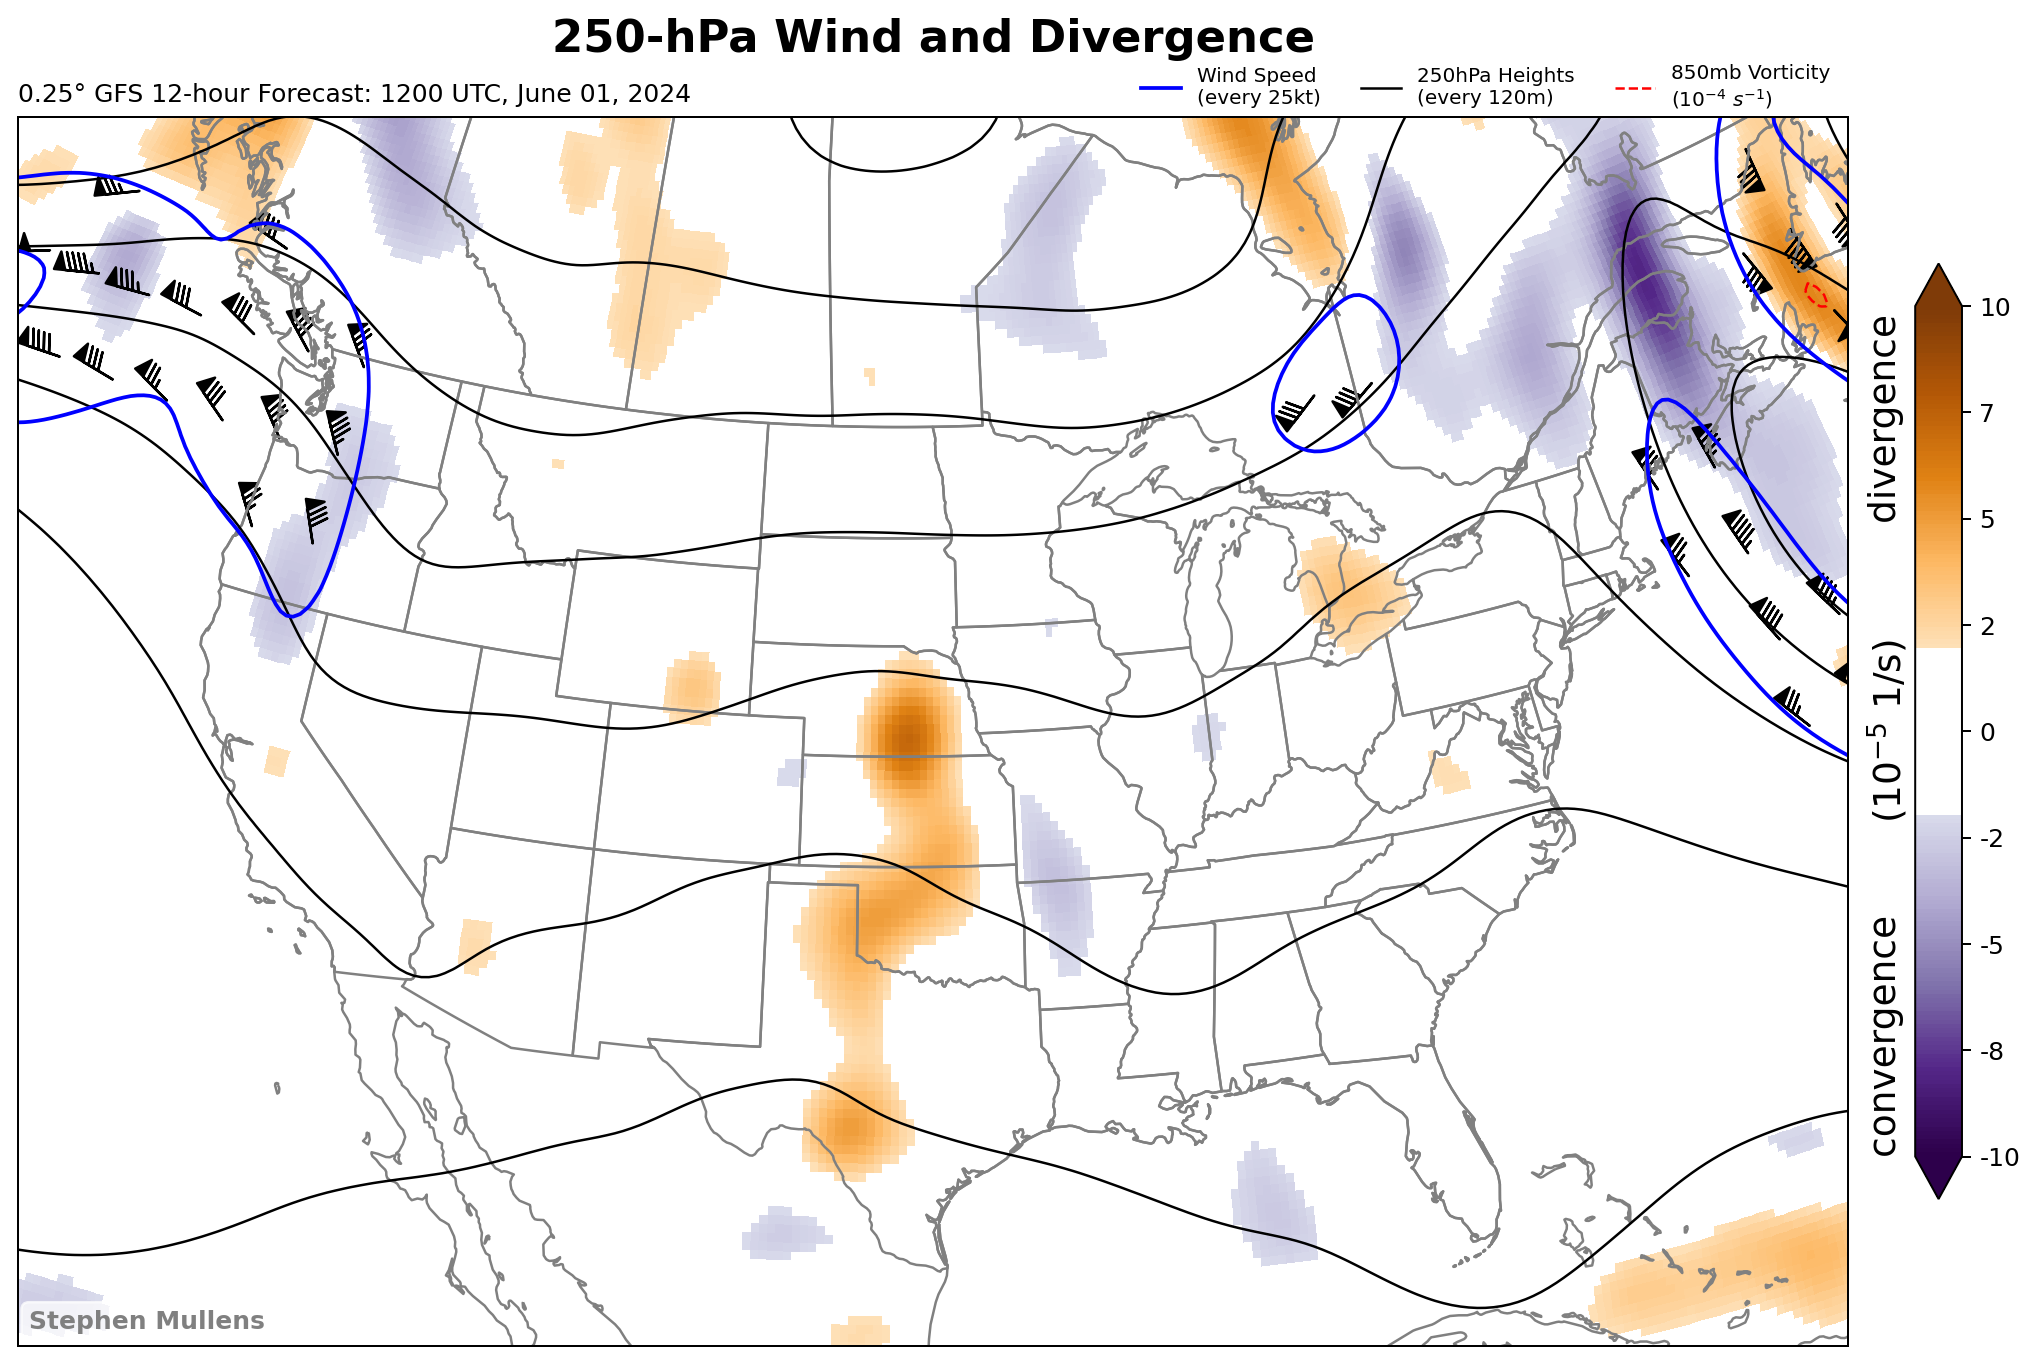 250-hPa Wind and Divergence
0.25° GFS 12-hour Forecast: 1200 UTC, June 01, 2024
Wind Speed
(every 25kt)
250hPa Heights
(every 120m)
850mb Vorticity
(10⁻⁴ s⁻¹)
10
7
5
2
0
-2
-5
-8
-10
convergence (10⁻⁵ 1/s) divergence
Stephen Mullens